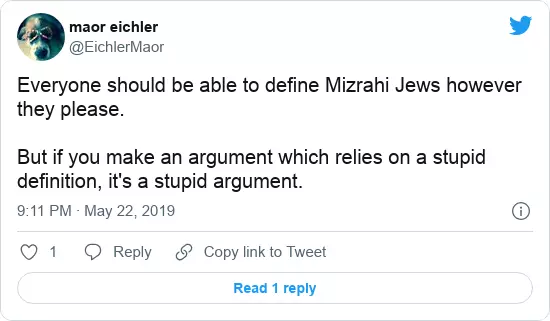 maor eichler
@EichlerMaor
Everyone should be able to define Mizrahi Jews however
they please.
But if you make an argument which relies on a stupid
definition, it's a stupid argument.
9:11 PM · May 22, 2019
1 Reply Copy link to Tweet
Read 1 reply